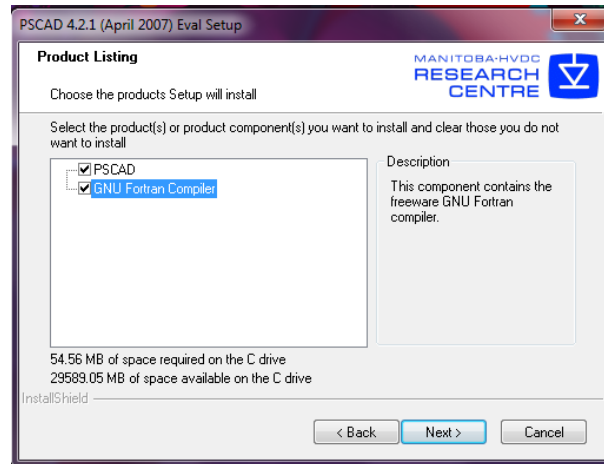 PSCAD 4.2.1 (April 2007) Eval Setup
Product Listing
Choose the products Setup will install
MANITOBA-HVDC
RESEARCH
CENTRE
Select the product(s) or product component(s) you want to install and clear those you do not
want to install
PSCAD
GNU Fortran Compiler
Description
This component contains the
freeware GNU Fortran
compiler.
54.56 MB of space required on the C drive
29589.05 MB of space available on the C drive
InstallShield
< Back
Next >
Cancel